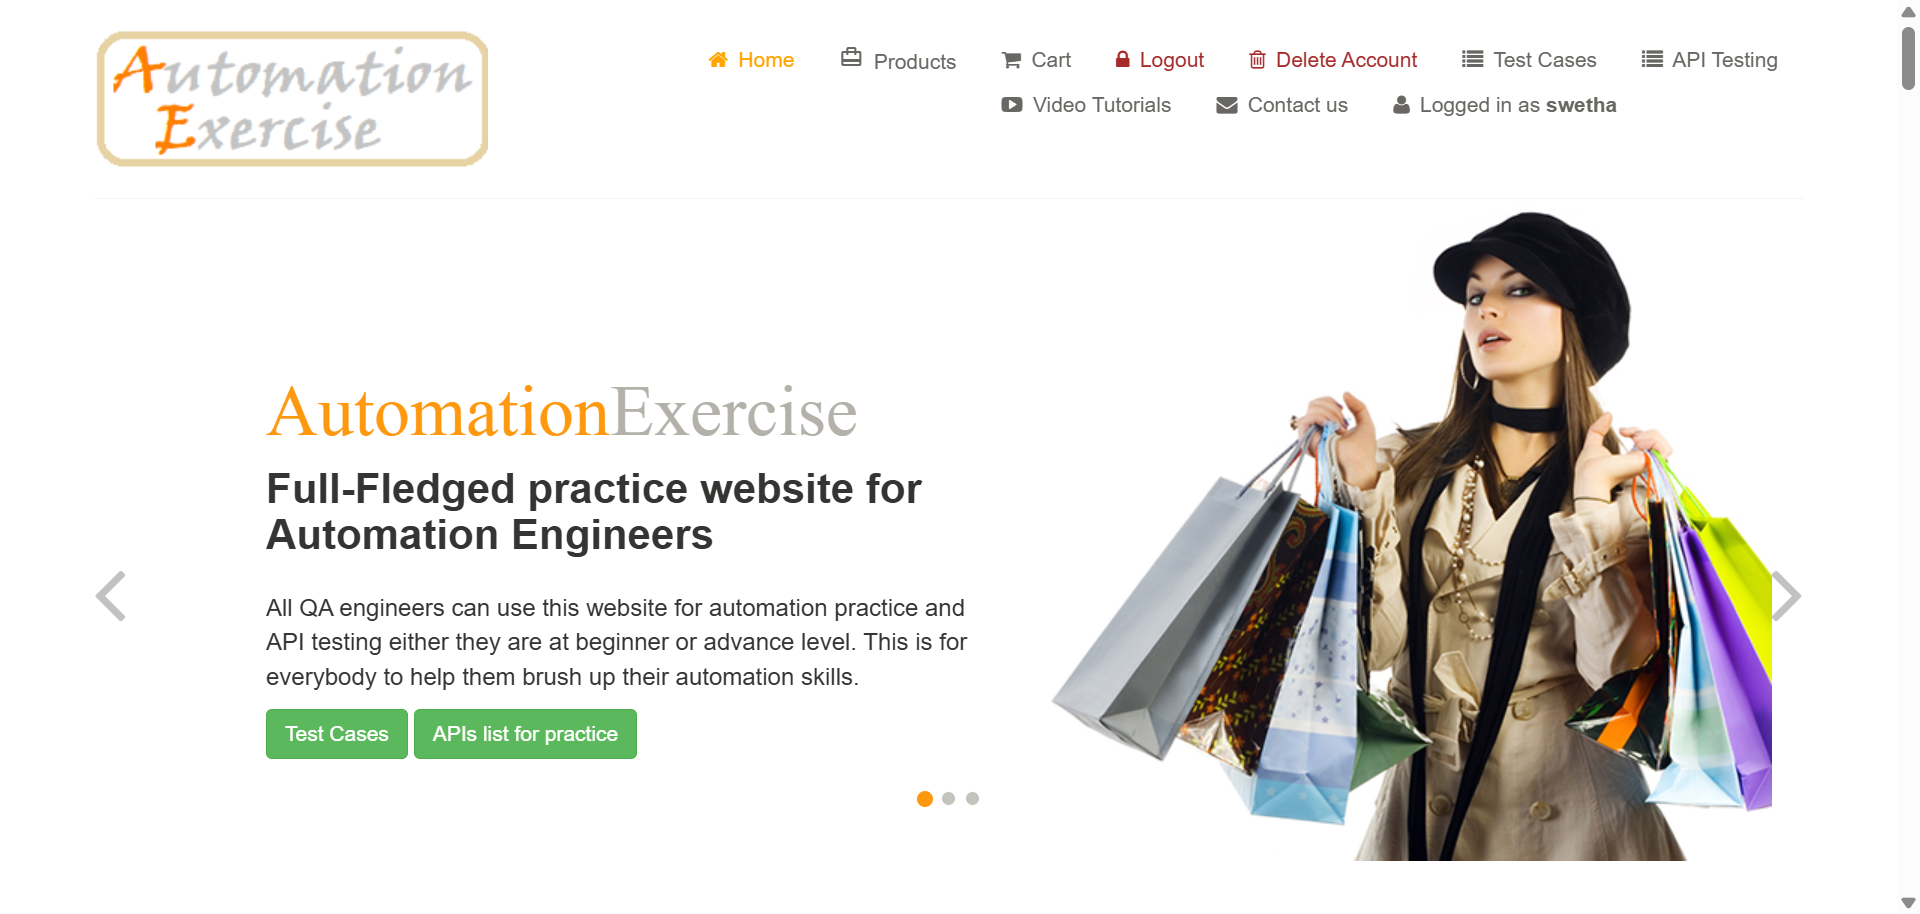 Automation
Exercise
Home Products Cart Logout Delete Account Test Cases API Testing
Video Tutorials Contact us Logged in as swetha
AutomationExercise
Full-Fledged practice website for
Automation Engineers
All QA engineers can use this website for automation practice and
API testing either they are at beginner or advance level. This is for
everybody to help them brush up their automation skills.
Test Cases APIs list for practice